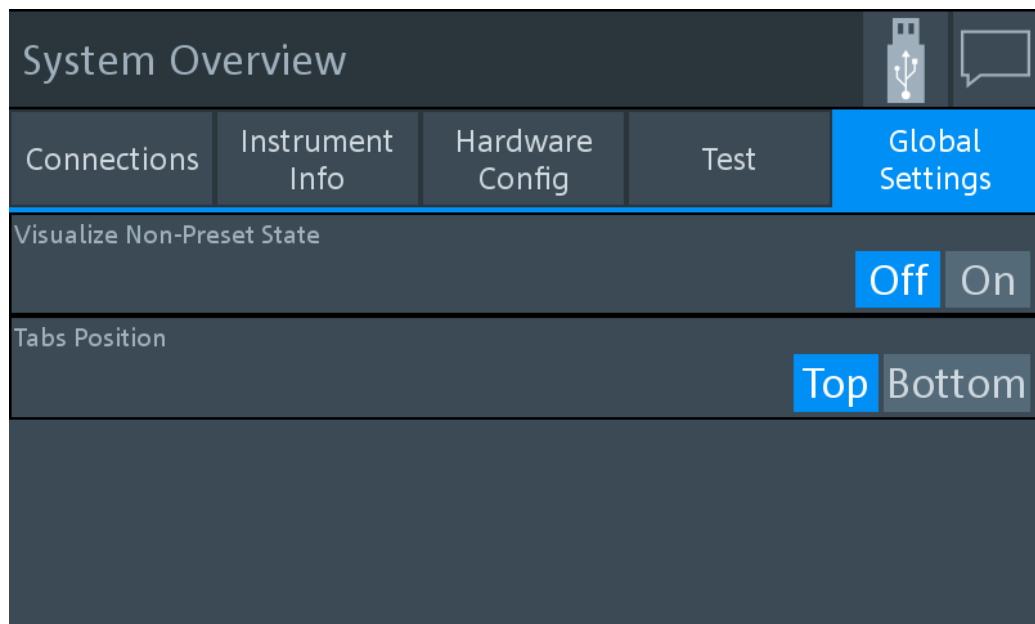 System Overview
Connections
Instrument
Info
Hardware
Config
Test
Global
Settings
Visualize Non-Preset State
Off On
Tabs Position
Top Bottom